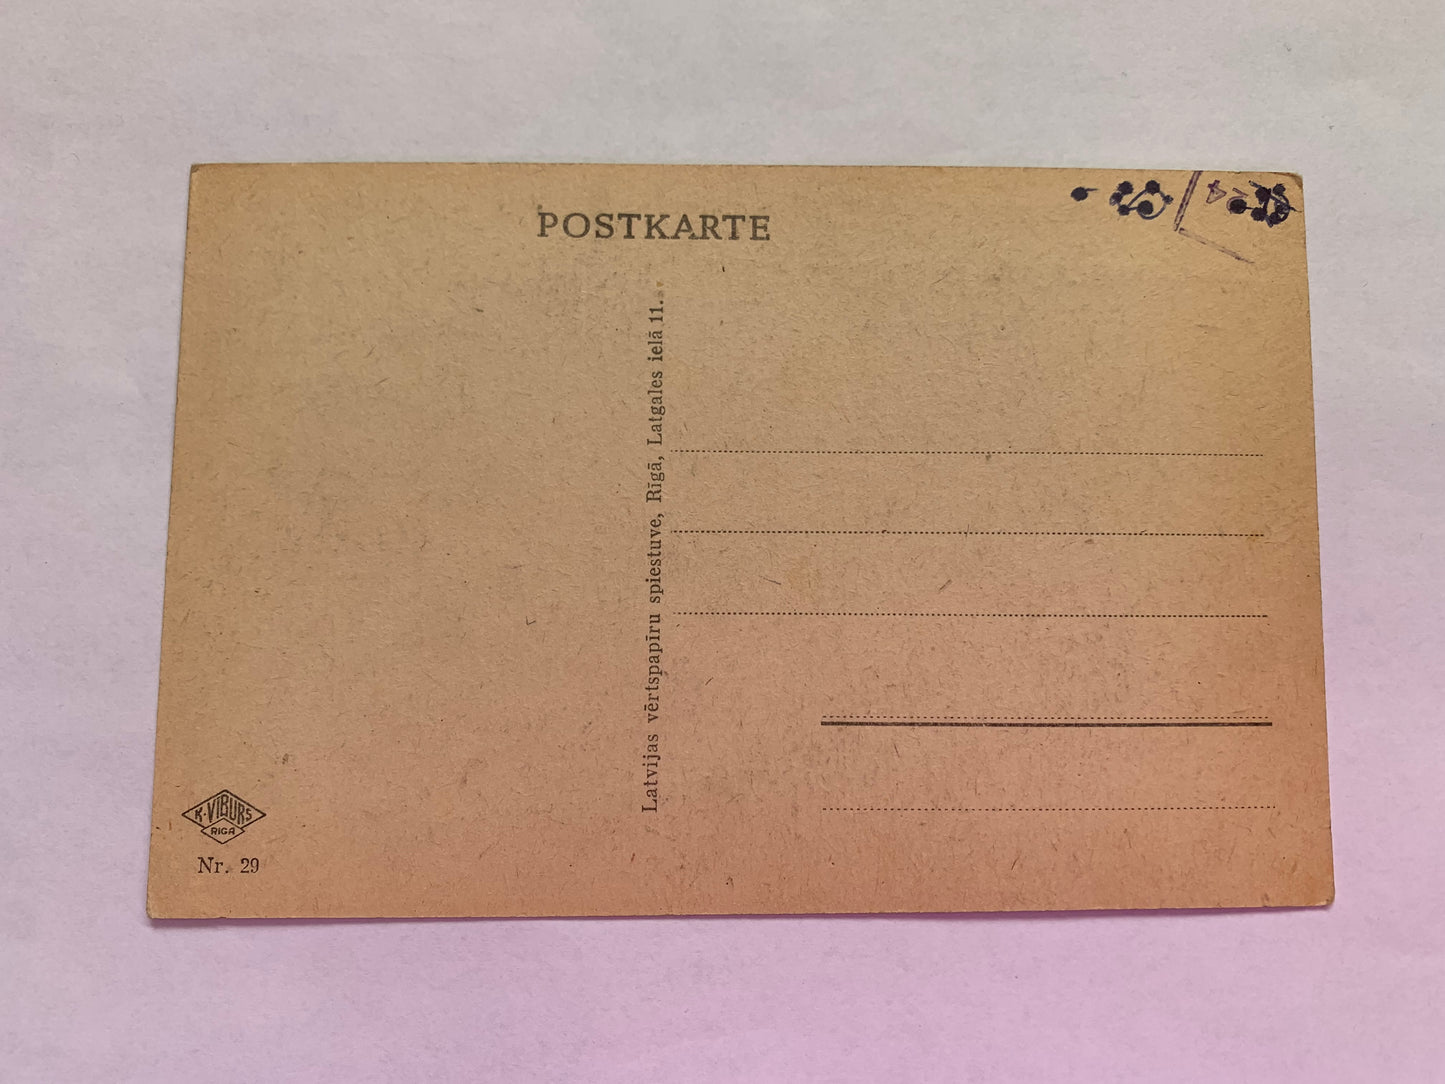 POSTKARTE
Latvijas vērtspapīru spiestuve, Rīgā, Latgales ielā 11.
K·VIBURS
RIGA
Nr. 29